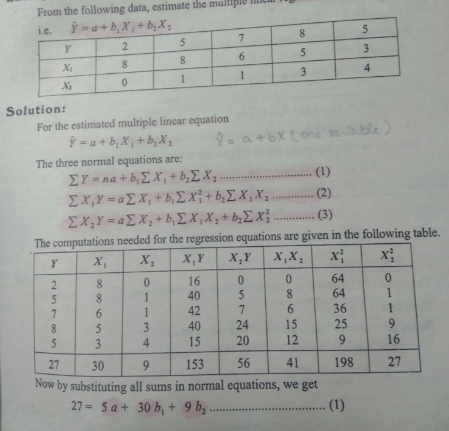 From the following data, estimate the multiple
i.e. Ŷ = a + b₁X₁ + b₂X₂
Y 2 5 7 8 5
X₁ 8 8 6 5 3
X₂ 0 1 1 3 4
Solution:
For the estimated multiple linear equation
ŷ = a + b₁X₁ + b₂X₂ Ŷ = a + bX (one variable)
The three normal equations are:
ΣY = na + b₁ΣX₁ + b₂ΣX₂ .............................. (1)
ΣX₁Y = aΣX₁ + b₁ΣX₁² + b₂ΣX₁X₂ ............... (2)
ΣX₂Y = aΣX₂ + b₁ΣX₁X₂ + b₂ΣX₂² ............. (3)
The computations needed for the regression equations are given in the following table.
Y X₁ X₂ X₁Y X₂Y X₁X₂ X₁² X₂²
2 8 0 16 0 0 64 0
5 8 1 40 5 8 64 1
7 6 1 42 7 6 36 1
8 5 3 40 24 15 25 9
5 3 4 15 20 12 9 16
27 30 9 153 56 41 198 27
Now by substituting all sums in normal equations, we get
27 = 5 a + 30 b₁ + 9 b₂ ..................................... (1)